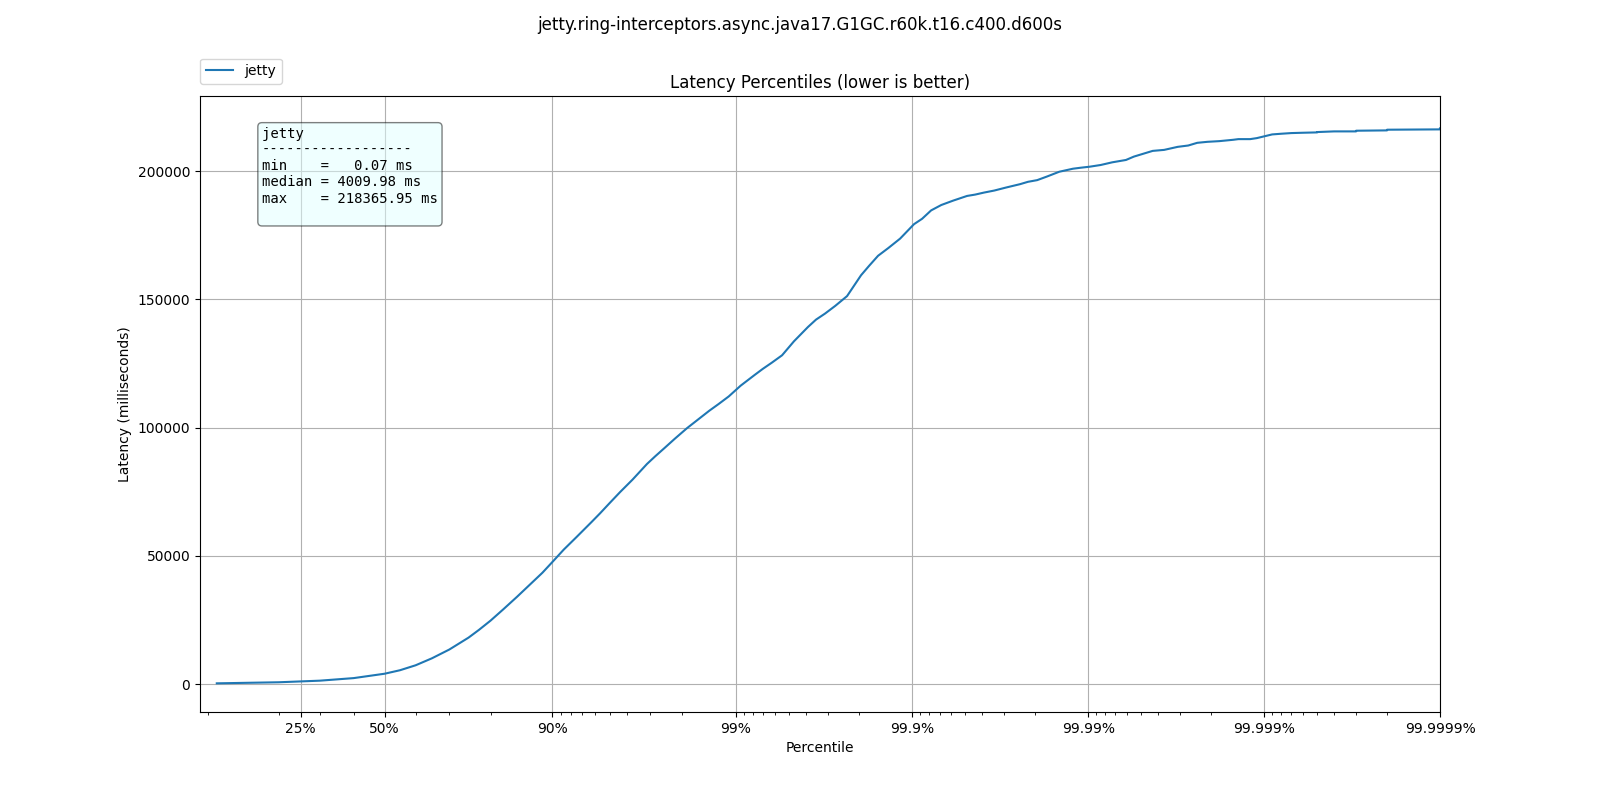 jetty.ring-interceptors.async.java17.G1GC.r60k.t16.c400.d600s
jetty
Latency Percentiles (lower is better)
jetty
------------------
min    =   0.07 ms
median = 4009.98 ms
max    = 218365.95 ms
200000
150000
100000
50000
0
Latency (milliseconds)
25% 50% 90% 99% 99.9% 99.99% 99.999% 99.9999%
Percentile